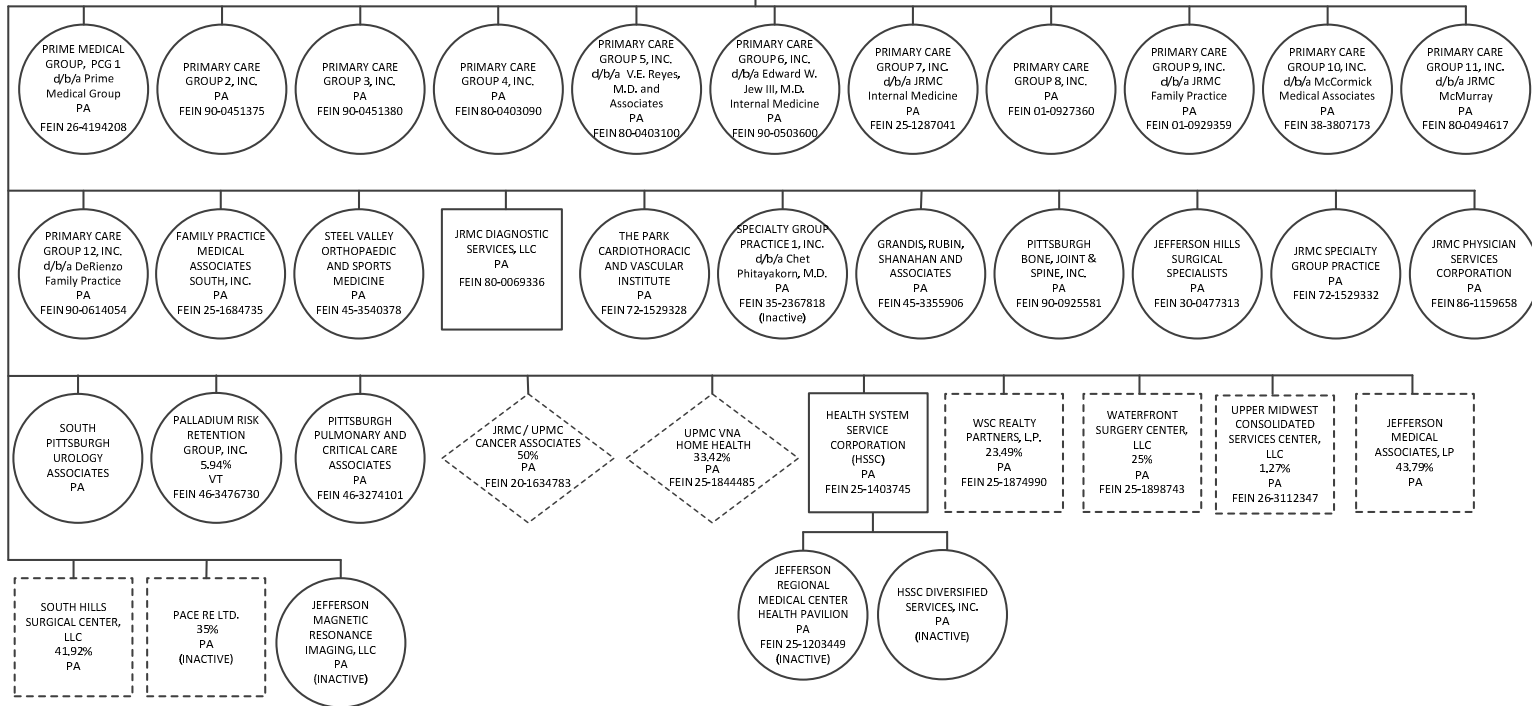 PRIME MEDICAL
GROUP, PCG 1
d/b/a Prime
Medical Group
PA
FEIN 26-4194208
PRIMARY CARE
GROUP 2, INC.
PA
FEIN 90-0451375
PRIMARY CARE
GROUP 3, INC.
PA
FEIN 90-0451380
PRIMARY CARE
GROUP 4, INC.
PA
FEIN 80-0403090
PRIMARY CARE
GROUP 5, INC.
d/b/a V.E. Reyes,
M.D. and
Associates
PA
FEIN 80-0403100
PRIMARY CARE
GROUP 6, INC.
d/b/a Edward W.
Jew III, M.D.
Internal Medicine
PA
FEIN 90-0503600
PRIMARY CARE
GROUP 7, INC.
d/b/a JRMC
Internal Medicine
PA
FEIN 25-1287041
PRIMARY CARE
GROUP 8, INC.
PA
FEIN 01-0927360
PRIMARY CARE
GROUP 9, INC.
d/b/a JRMC
Family Practice
PA
FEIN 01-0929359
PRIMARY CARE
GROUP 10, INC.
d/b/a McCormick
Medical Associates
PA
FEIN 38-3807173
PRIMARY CARE
GROUP 11, INC.
d/b/a JRMC
McMurray
PA
FEIN 80-0494617
PRIMARY CARE
GROUP 12, INC.
d/b/a DeRienzo
Family Practice
PA
FEIN 90-0614054
FAMILY PRACTICE
MEDICAL
ASSOCIATES
SOUTH, INC.
PA
FEIN 25-1684735
STEEL VALLEY
ORTHOPAEDIC
AND SPORTS
MEDICINE
PA
FEIN 45-3540378
JRMC DIAGNOSTIC
SERVICES, LLC
PA
FEIN 80-0069336
THE PARK
CARDIOTHORACIC
AND VASCULAR
INSTITUTE
PA
FEIN 72-1529328
SPECIALTY GROUP
PRACTICE 1, INC.
d/b/a Chet
Phitayakorn, M.D.
PA
FEIN 35-2367818
(Inactive)
GRANDIS, RUBIN,
SHANAHAN AND
ASSOCIATES
PA
FEIN 45-3355906
PITTSBURGH
BONE, JOINT &
SPINE, INC.
PA
FEIN 90-0925581
JEFFERSON HILLS
SURGICAL
SPECIALISTS
PA
FEIN 30-0477313
JRMC SPECIALTY
GROUP PRACTICE
PA
FEIN 72-1529332
JRMC PHYSICIAN
SERVICES
CORPORATION
PA
FEIN 86-1159658
SOUTH
PITTSBURGH
UROLOGY
ASSOCIATES
PA
PALLADIUM RISK
RETENTION
GROUP, INC.
5.94%
VT
FEIN 46-3476730
PITTSBURGH
PULMONARY AND
CRITICAL CARE
ASSOCIATES
PA
FEIN 46-3274101
JRMC / UPMC
CANCER ASSOCIATES
50%
PA
FEIN 20-1634783
UPMC VNA
HOME HEALTH
33.42%
PA
FEIN 25-1844485
HEALTH SYSTEM
SERVICE
CORPORATION
(HSSC)
PA
FEIN 25-1403745
WSC REALTY
PARTNERS, L.P.
23.49%
PA
FEIN 25-1874990
WATERFRONT
SURGERY CENTER,
LLC
25%
PA
FEIN 25-1898743
UPPER MIDWEST
CONSOLIDATED
SERVICES CENTER,
LLC
1.27%
PA
FEIN 26-3112347
JEFFERSON
MEDICAL
ASSOCIATES, LP
43.79%
PA
SOUTH HILLS
SURGICAL CENTER,
LLC
41.92%
PA
PACE RE LTD.
35%
PA
(INACTIVE)
JEFFERSON
MAGNETIC
RESONANCE
IMAGING, LLC
PA
(INACTIVE)
JEFFERSON
REGIONAL
MEDICAL CENTER
HEALTH PAVILION
PA
FEIN 25-1203449
(INACTIVE)
HSSC DIVERSIFIED
SERVICES, INC.
PA
(INACTIVE)